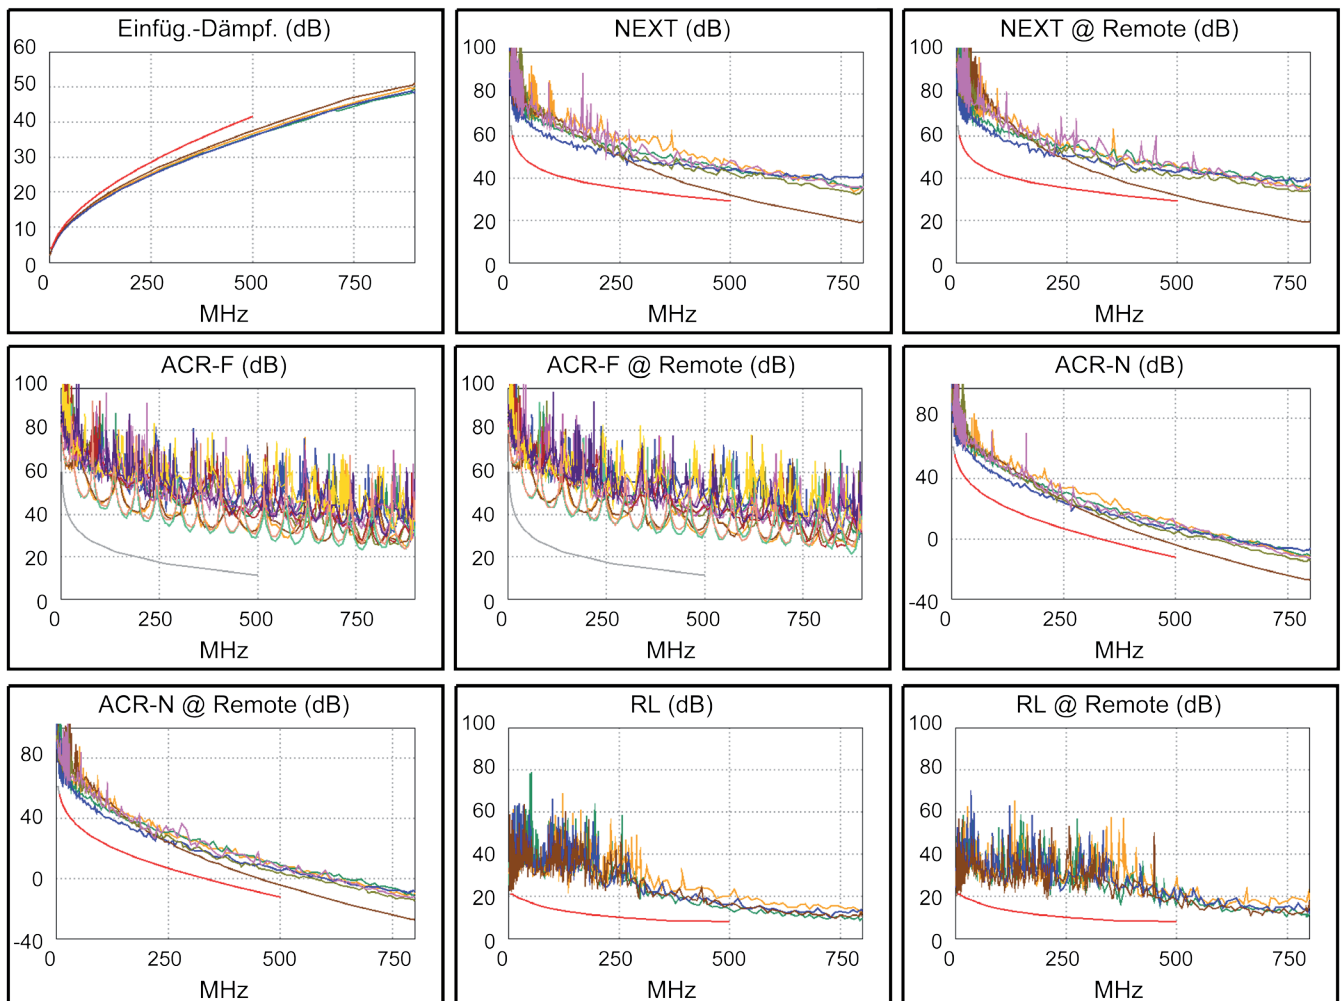 Einfüg.-Dämpf. (dB)
60
50
40
30
20
10
0
0 250 500 750
MHz
NEXT (dB)
100
80
60
40
20
0
0 250 500 750
MHz
NEXT @ Remote (dB)
100
80
60
40
20
0
0 250 500 750
MHz
ACR-F (dB)
100
80
60
40
20
0
0 250 500 750
MHz
ACR-F @ Remote (dB)
100
80
60
40
20
0
0 250 500 750
MHz
ACR-N (dB)
80
40
0
-40
0 250 500 750
MHz
ACR-N @ Remote (dB)
80
40
0
-40
0 250 500 750
MHz
RL (dB)
100
80
60
40
20
0
0 250 500 750
MHz
RL @ Remote (dB)
100
80
60
40
20
0
0 250 500 750
MHz